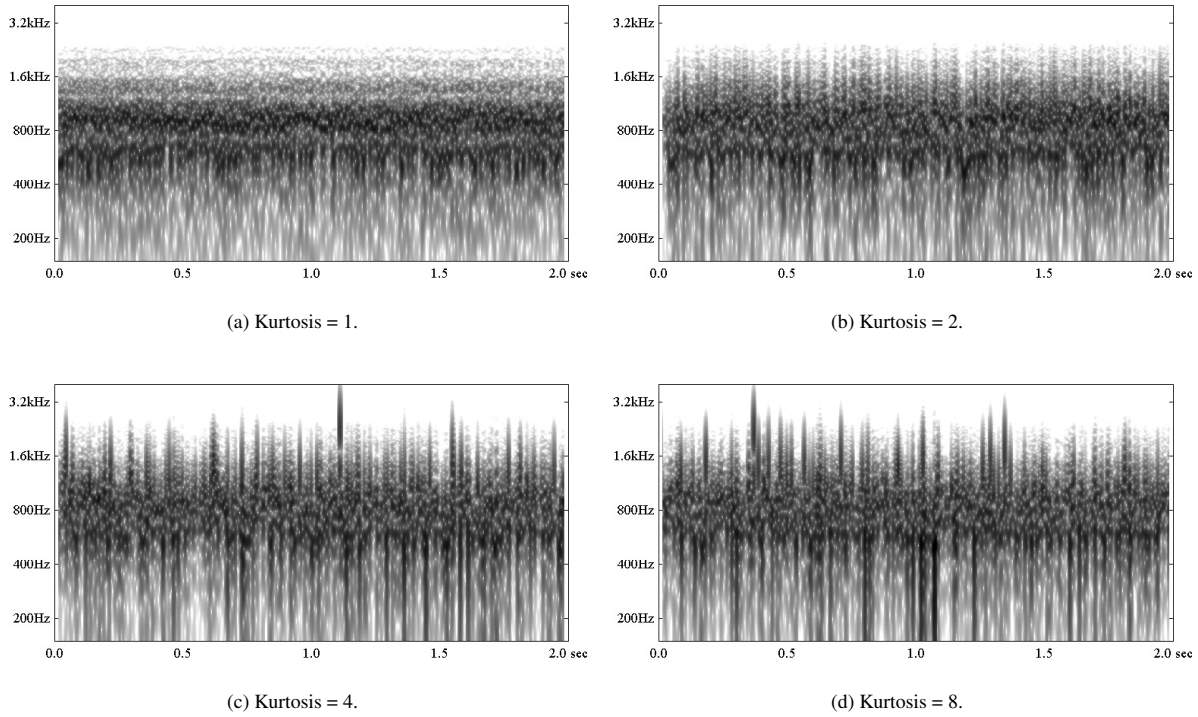 3.2kHz
1.6kHz
800Hz
400Hz
200Hz
0.0 0.5 1.0 1.5 2.0 sec
(a) Kurtosis = 1.
3.2kHz
1.6kHz
800Hz
400Hz
200Hz
0.0 0.5 1.0 1.5 2.0 sec
(b) Kurtosis = 2.
3.2kHz
1.6kHz
800Hz
400Hz
200Hz
0.0 0.5 1.0 1.5 2.0 sec
(c) Kurtosis = 4.
3.2kHz
1.6kHz
800Hz
400Hz
200Hz
0.0 0.5 1.0 1.5 2.0 sec
(d) Kurtosis = 8.